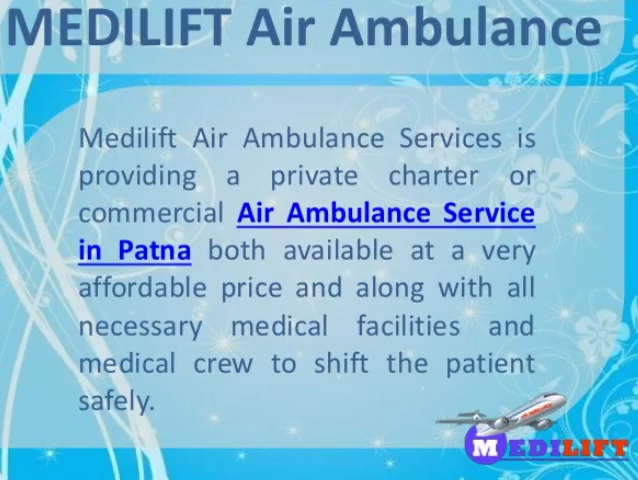 MEDILIFT Air Ambulance
Medilift Air Ambulance Services is
providing a private charter or
commercial Air Ambulance Service
in Patna both available at a very
affordable price and along with all
necessary medical facilities and
medical crew to shift the patient
safely.
MEDILIFT